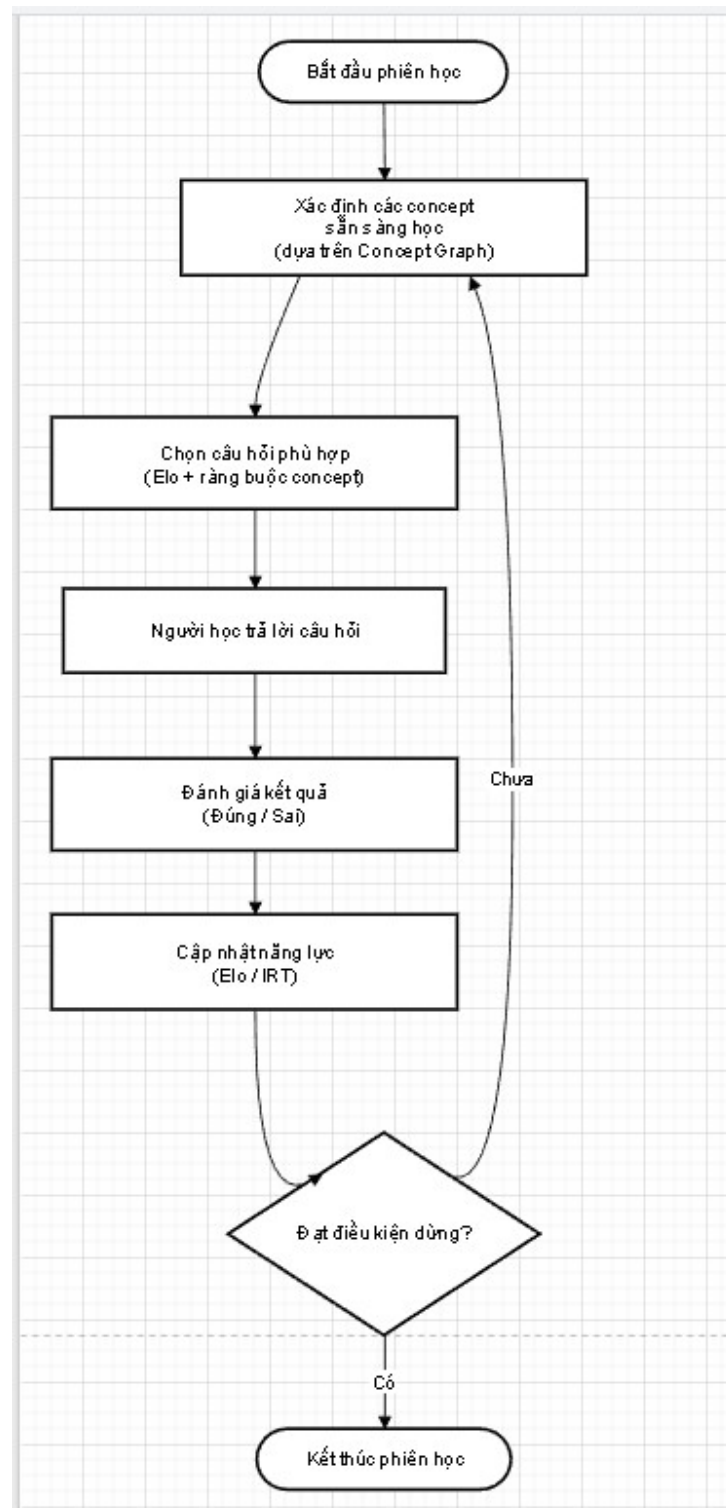 Bắt đầu phiên học
Xác định các concept
sẵn sàng học
(dựa trên Concept Graph)
Chọn câu hỏi phù hợp
(Elo + ràng buộc concept)
Người học trả lời câu hỏi
Đánh giá kết quả
(Đúng / Sai)
Chưa
Cập nhật năng lực
(Elo / IRT)
Đạt điều kiện dừng?
Có
Kết thúc phiên học